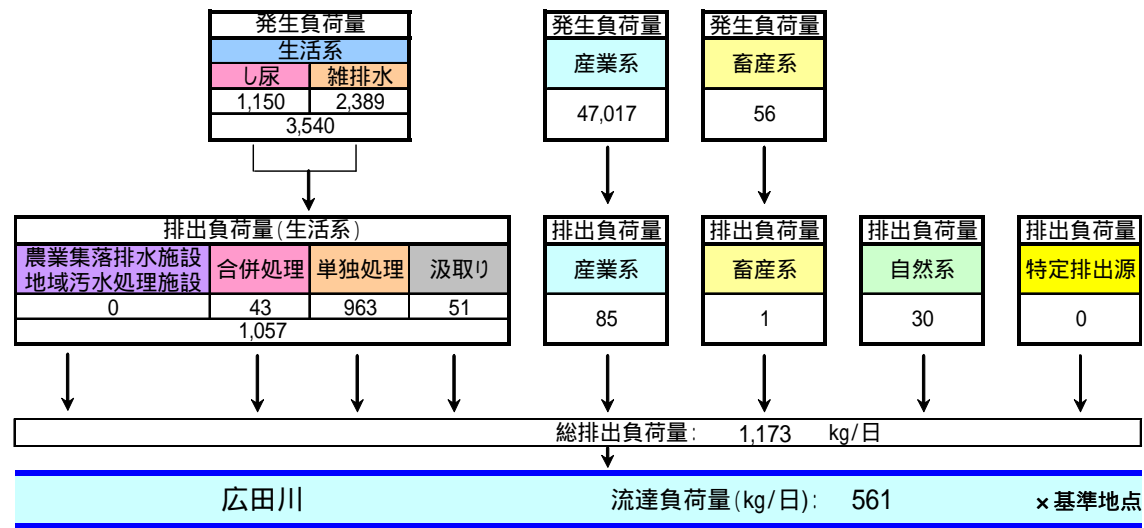 発生負荷量
生活系
し尿 雑排水
1,150 2,389
3,540
発生負荷量
産業系
47,017
発生負荷量
畜産系
56
排出負荷量(生活系)
農業集落排水施設
地域汚水処理施設
合併処理 単独処理 汲取り
0 43 963 51
1,057
排出負荷量
産業系
85
排出負荷量
畜産系
1
排出負荷量
自然系
30
排出負荷量
特定排出源
0
総排出負荷量: 1,173 kg/日
広田川 流達負荷量(kg/日): 561 ×基準地点